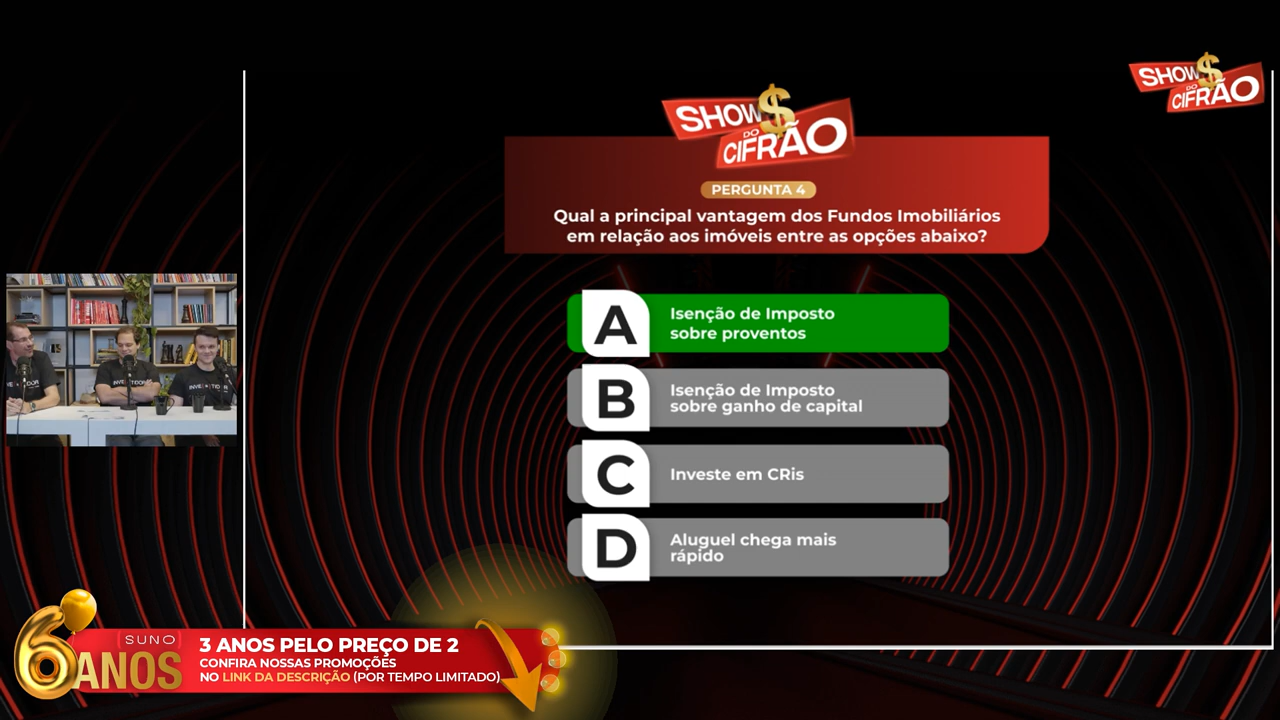 SHOW
DO
CIFRÃO
SHOW
DO
CIFRÃO
PERGUNTA 4
Qual a principal vantagem dos Fundos Imobiliários
em relação aos imóveis entre as opções abaixo?
A
Isenção de Imposto
sobre proventos
B
Isenção de Imposto
sobre ganho de capital
C
Investe em CRis
D
Aluguel chega mais
rápido
6
SUNO
ANOS
3 ANOS PELO PREÇO DE 2
CONFIRA NOSSAS PROMOÇÕES
NO LINK DA DESCRIÇÃO (POR TEMPO LIMITADO)